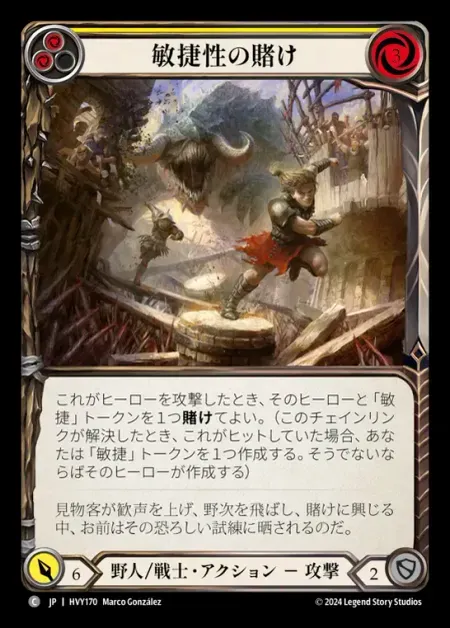 敏捷性の賭け
3
これがヒーローを攻撃したとき、そのヒーローと「敏
捷」トークンを1つ賭けてよい。(このチェインリン
クが解決したとき、これがヒットしていた場合、あな
たは「敏捷」トークンを1つ作成する。そうでないな
らばそのヒーローが作成する)
見物客が歓声を上げ、野次を飛ばし、賭けに興じる
中、お前はその恐ろしい試練に晒されるのだ。
6 野人/戦士・アクション － 攻撃 2
C JP | HVY170 Marco González © 2024 Legend Story Studios